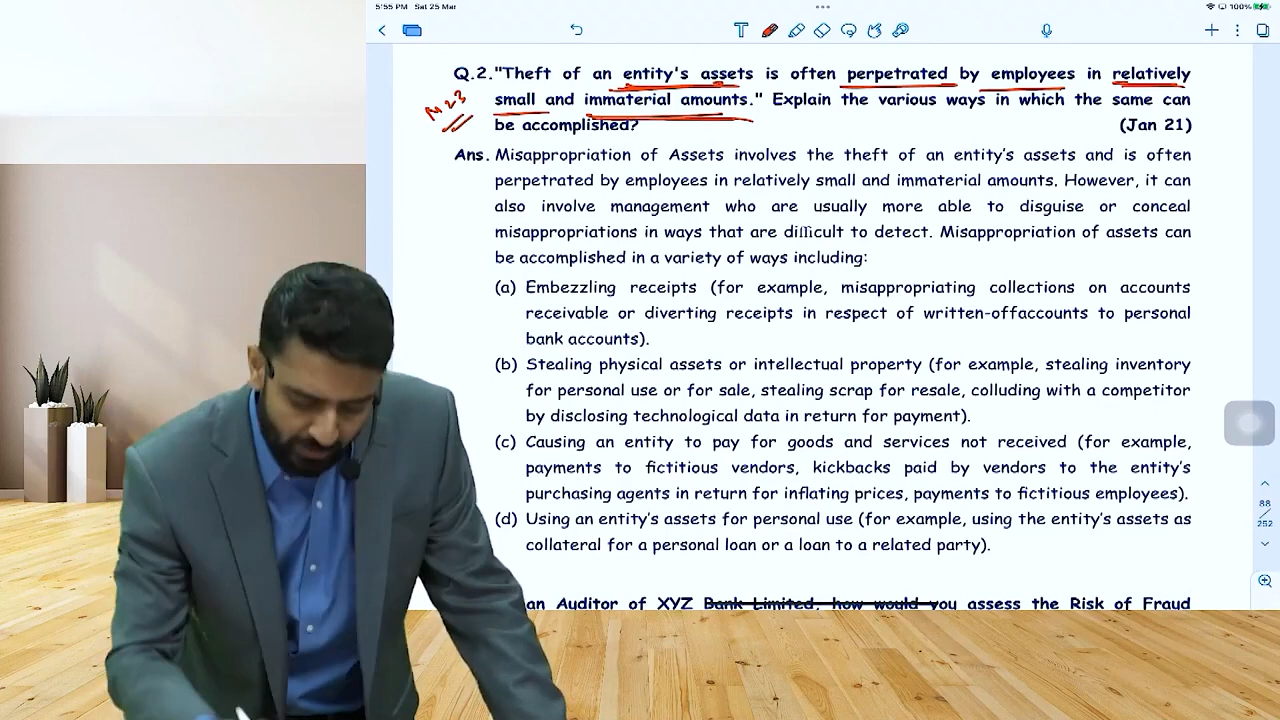 5:55 PM Sat 25 Mar
100%
T
Q.2. "Theft of an entity's assets is often perpetrated by employees in relatively
small and immaterial amounts." Explain the various ways in which the same can
be accomplished? (Jan 21)
M 23
Ans. Misappropriation of Assets involves the theft of an entity's assets and is often
perpetrated by employees in relatively small and immaterial amounts. However, it can
also involve management who are usually more able to disguise or conceal
misappropriations in ways that are difficult to detect. Misappropriation of assets can
be accomplished in a variety of ways including:
(a) Embezzling receipts (for example, misappropriating collections on accounts
receivable or diverting receipts in respect of written-offaccounts to personal
bank accounts).
(b) Stealing physical assets or intellectual property (for example, stealing inventory
for personal use or for sale, stealing scrap for resale, colluding with a competitor
by disclosing technological data in return for payment).
(c) Causing an entity to pay for goods and services not received (for example,
payments to fictitious vendors, kickbacks paid by vendors to the entity's
purchasing agents in return for inflating prices, payments to fictitious employees).
(d) Using an entity's assets for personal use (for example, using the entity's assets as
collateral for a personal loan or a loan to a related party).
an Auditor of XYZ Bank Limited, how would you assess the Risk of Fraud
88
252